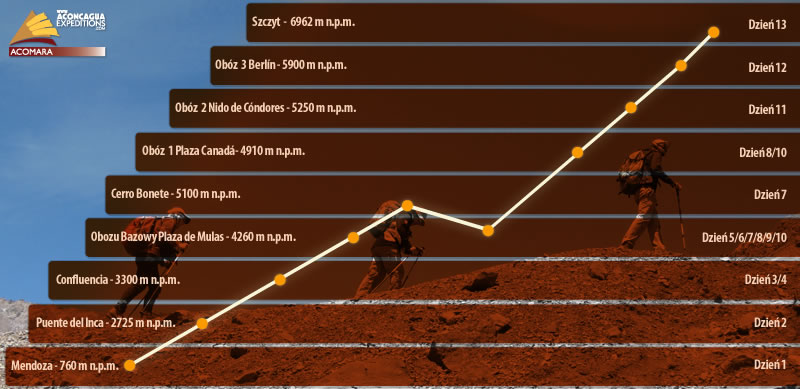 WWW.
ACONCAGUA
EXPEDITIONS
.COM
ACOMARA
Szczyt - 6962 m n.p.m. Dzień 13
Obóz 3 Berlín - 5900 m n.p.m. Dzień 12
Obóz 2 Nido de Cóndores - 5250 m n.p.m. Dzień 11
Obóz 1 Plaza Canadá- 4910 m n.p.m. Dzień 8/10
Cerro Bonete - 5100 m n.p.m. Dzień 7
Obozu Bazowy Plaza de Mulas - 4260 m n.p.m. Dzień 5/6/7/8/9/10
Confluencia - 3300 m n.p.m. Dzień 3/4
Puente del Inca - 2725 m n.p.m. Dzień 2
Mendoza - 760 m n.p.m. Dzień 1